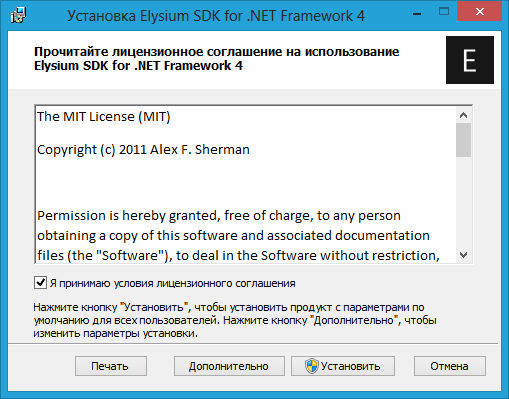 Установка Elysium SDK for .NET Framework 4
Прочитайте лицензионное соглашение на использование
Elysium SDK for .NET Framework 4
E
The MIT License (MIT)
Copyright (c) 2011 Alex F. Sherman
Permission is hereby granted, free of charge, to any person
obtaining a copy of this software and associated documentation
files (the "Software"), to deal in the Software without restriction,
Я принимаю условия лицензионного соглашения
Нажмите кнопку "Установить", чтобы установить продукт с параметрами по
умолчанию для всех пользователей. Нажмите кнопку "Дополнительно", чтобы
изменить параметры установки.
Печать Дополнительно Установить Отмена